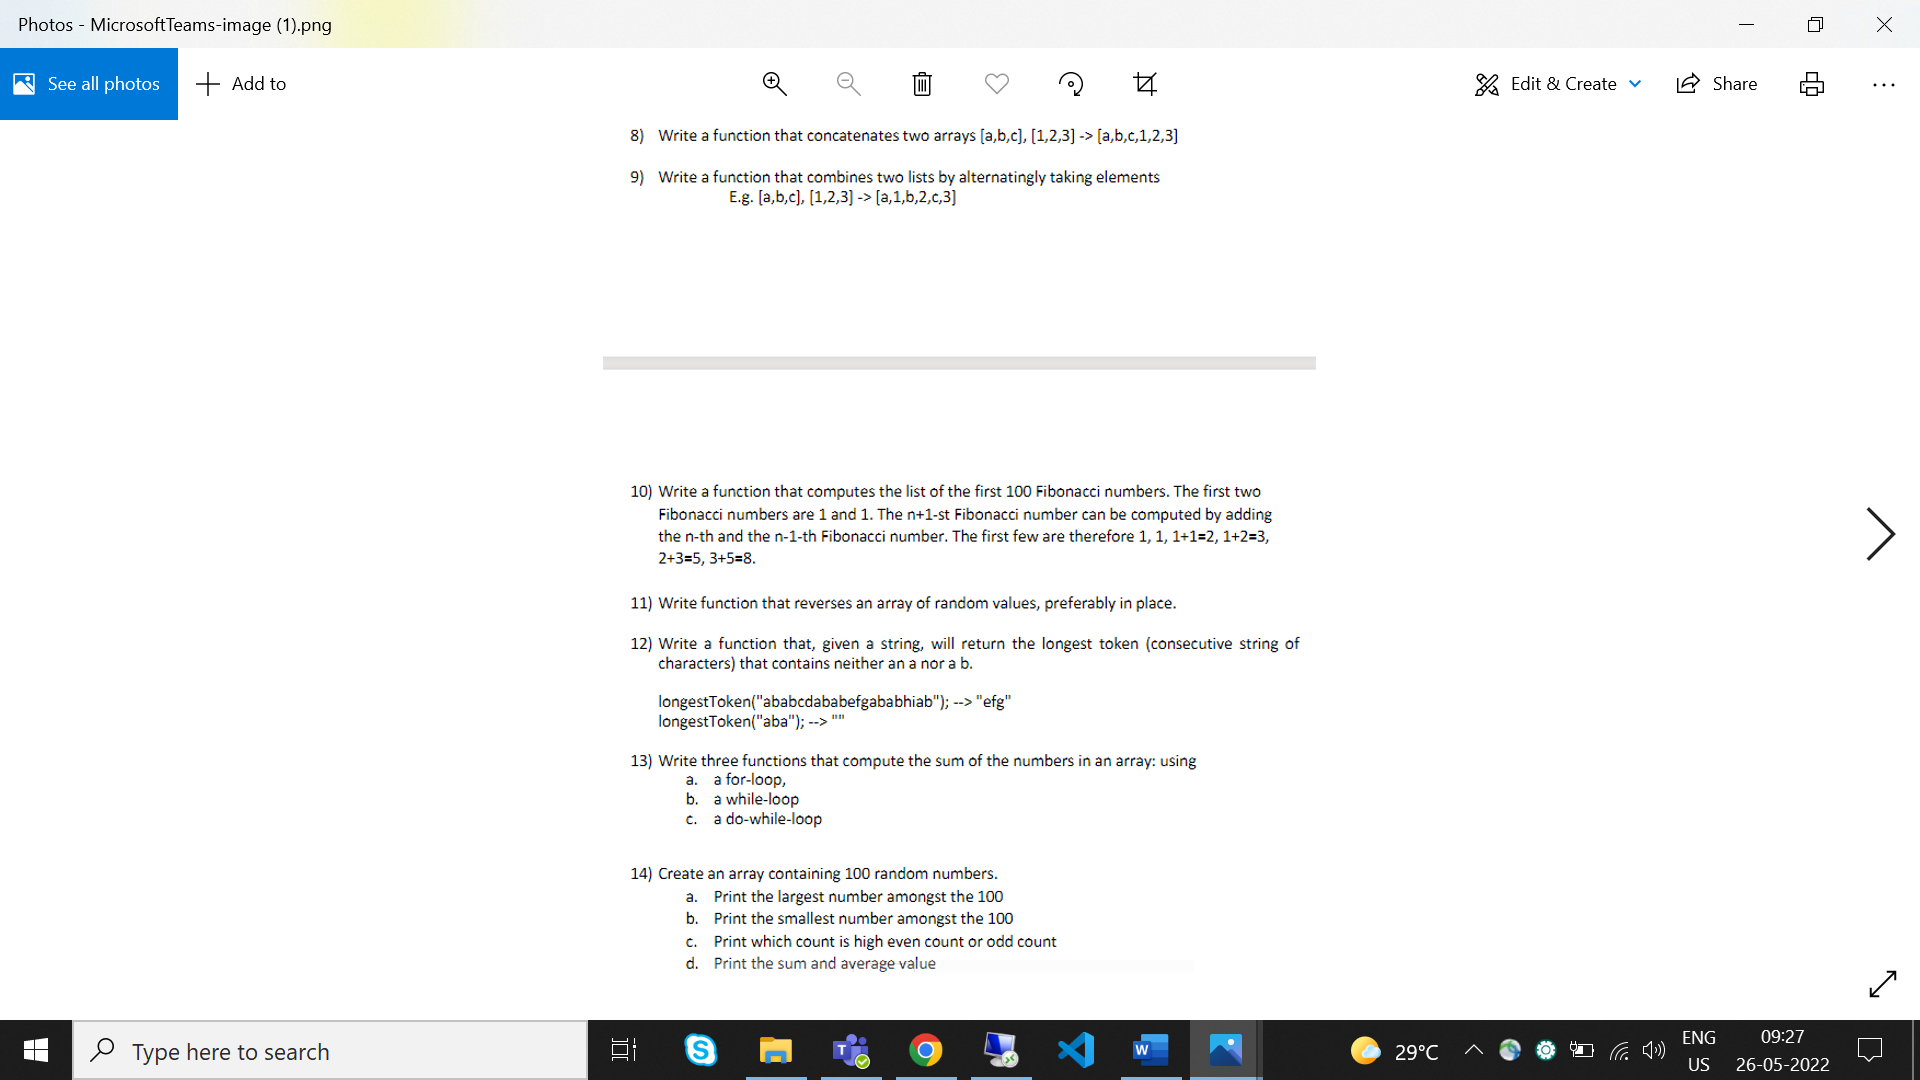 Photos - MicrosoftTeams-image (1).png
See all photos
Add to
Edit & Create
Share
8) Write a function that concatenates two arrays [a,b,c], [1,2,3] -> [a,b,c,1,2,3]
9) Write a function that combines two lists by alternatingly taking elements
E.g. [a,b,c], [1,2,3] -> [a,1,b,2,c,3]
10) Write a function that computes the list of the first 100 Fibonacci numbers. The first two
Fibonacci numbers are 1 and 1. The n+1-st Fibonacci number can be computed by adding
the n-th and the n-1-th Fibonacci number. The first few are therefore 1, 1, 1+1=2, 1+2=3,
2+3=5, 3+5=8.
11) Write function that reverses an array of random values, preferably in place.
12) Write a function that, given a string, will return the longest token (consecutive string of
characters) that contains neither an a nor a b.
longestToken("ababcdababefgababhiab"); --> "efg"
longestToken("aba"); --> ""
13) Write three functions that compute the sum of the numbers in an array: using
a. a for-loop,
b. a while-loop
c. a do-while-loop
14) Create an array containing 100 random numbers.
a. Print the largest number amongst the 100
b. Print the smallest number amongst the 100
c. Print which count is high even count or odd count
d. Print the sum and average value
Type here to search
29°C
ENG
US
09:27
26-05-2022